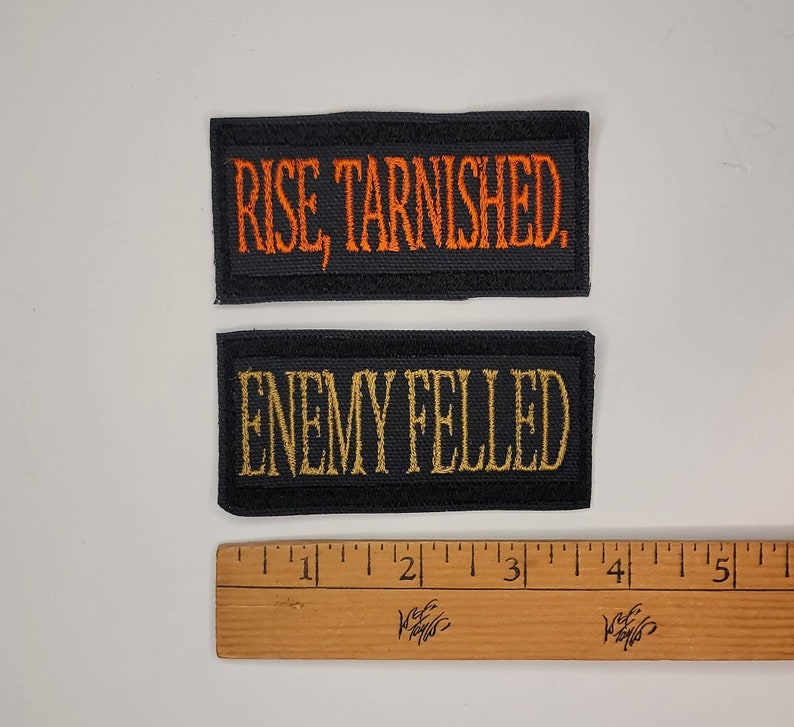 RISE, TARNISHED.
ENEMY FELLED
1 2 3 4 5